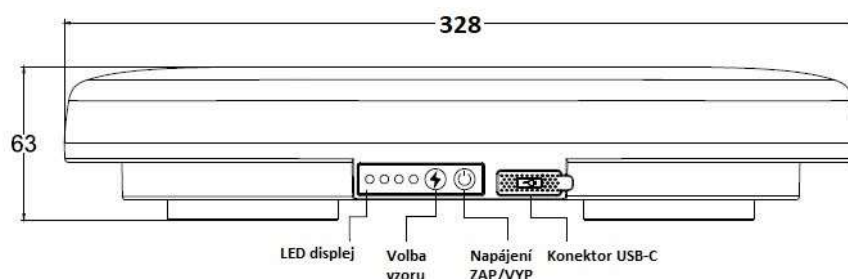 328
63
LED displej
Volba
vzoru
Napájení
ZAP/VYP
Konektor USB-C